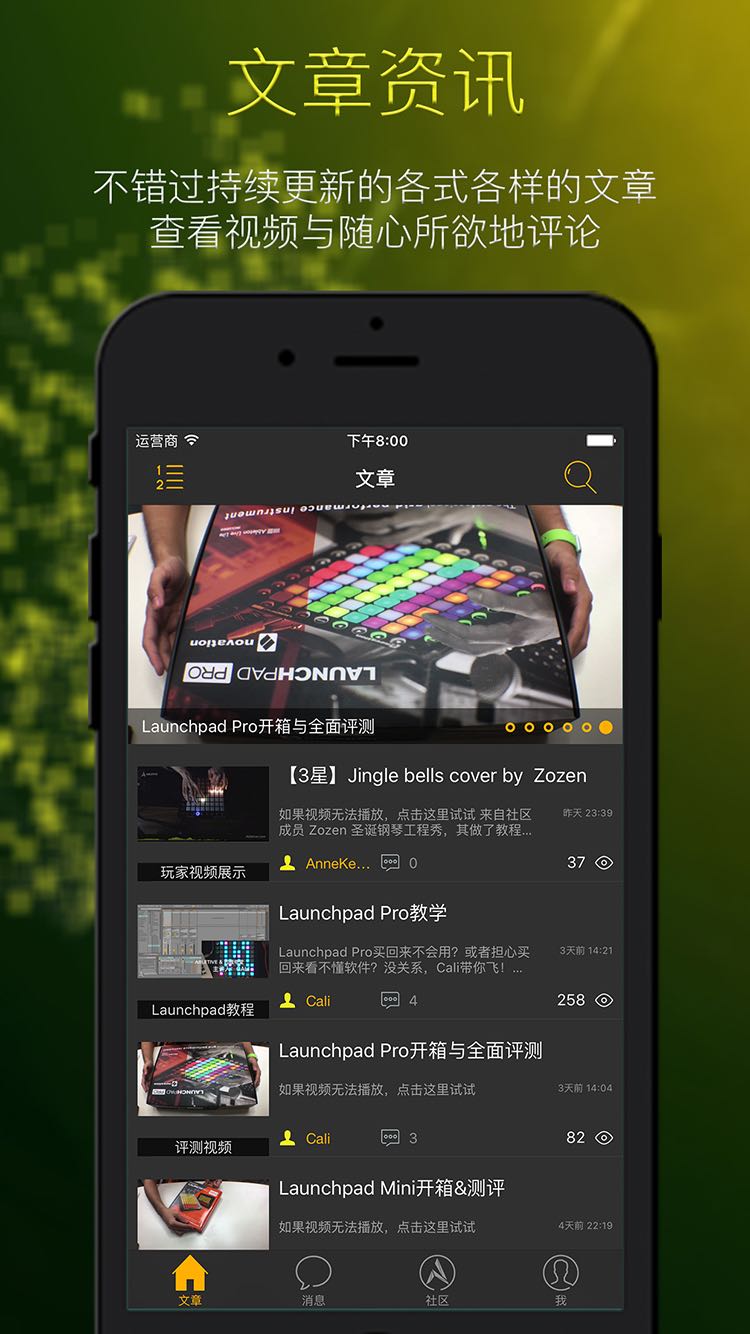 文章资讯
不错过持续更新的各式各样的文章
查看视频与随心所欲地评论
运营商
下午8:00
文章
The professional grid performance instrument
Ableton Live Lite
novation
LAUNCHPAD PRO
Launchpad Pro开箱与全面评测
【3星】Jingle bells cover by Zozen
如果视频无法播放，点击这里试试 来自社区
成员 Zozen 圣诞钢琴工程秀，其做了教程...
昨天 23:39
玩家视频展示
AnneKe...
0
37
Launchpad Pro教学
Launchpad Pro买回来不会用？或者担心买
回来看不懂软件？没关系，Cali带你飞！...
3天前 14:21
Launchpad教程
Cali
4
258
Launchpad Pro开箱与全面评测
如果视频无法播放，点击这里试试
3天前 14:04
novation
LAUNCHPAD PRO
评测视频
Cali
3
82
Launchpad Mini开箱&测评
如果视频无法播放，点击这里试试
4天前 22:19
文章
消息
社区
我